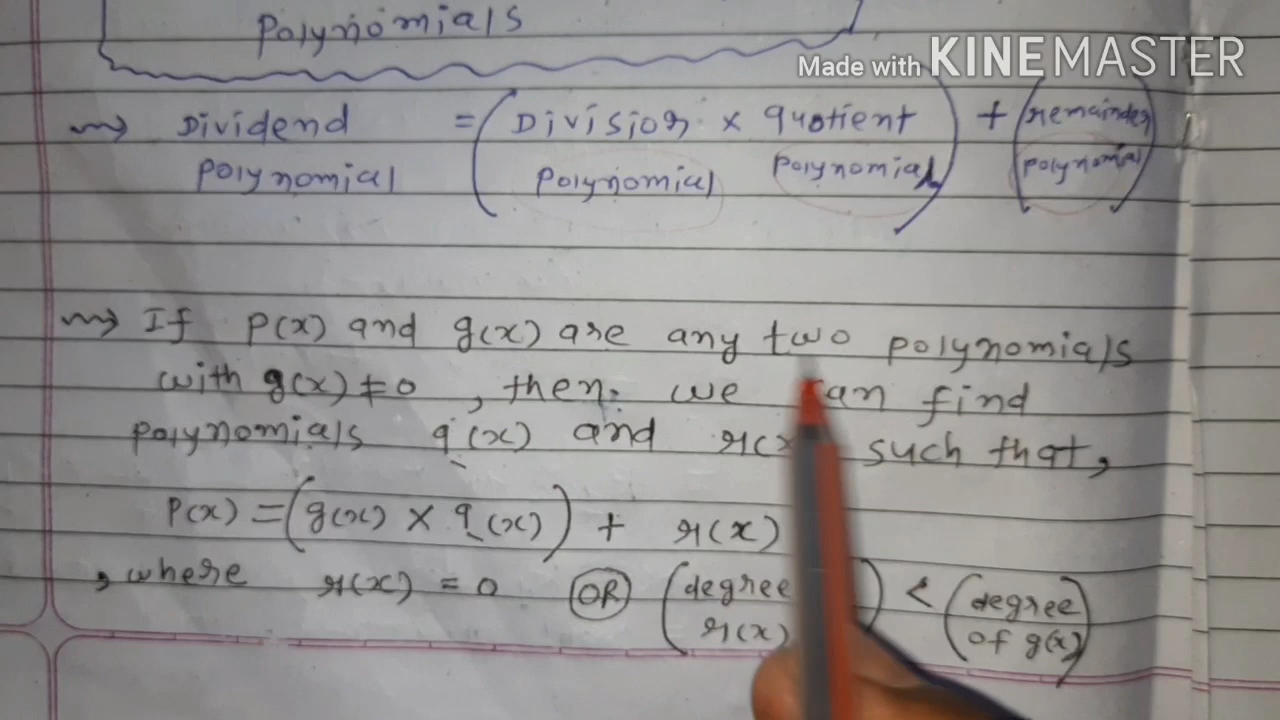 Polynomials
Made with KINEMASTER
Dividend = (Divisior × quotient) + (remainder
Polynomial Polynomial Polynomial polynomial)
If P(x) and g(x) are any two polynomials
with g(x) ≠ 0, then we can find
polynomials q(x) and r(x) such that,
P(x) = (g(x) × q(x)) + r(x)
, where r(x) = 0 OR (degree) < (degree
r(x) of g(x))